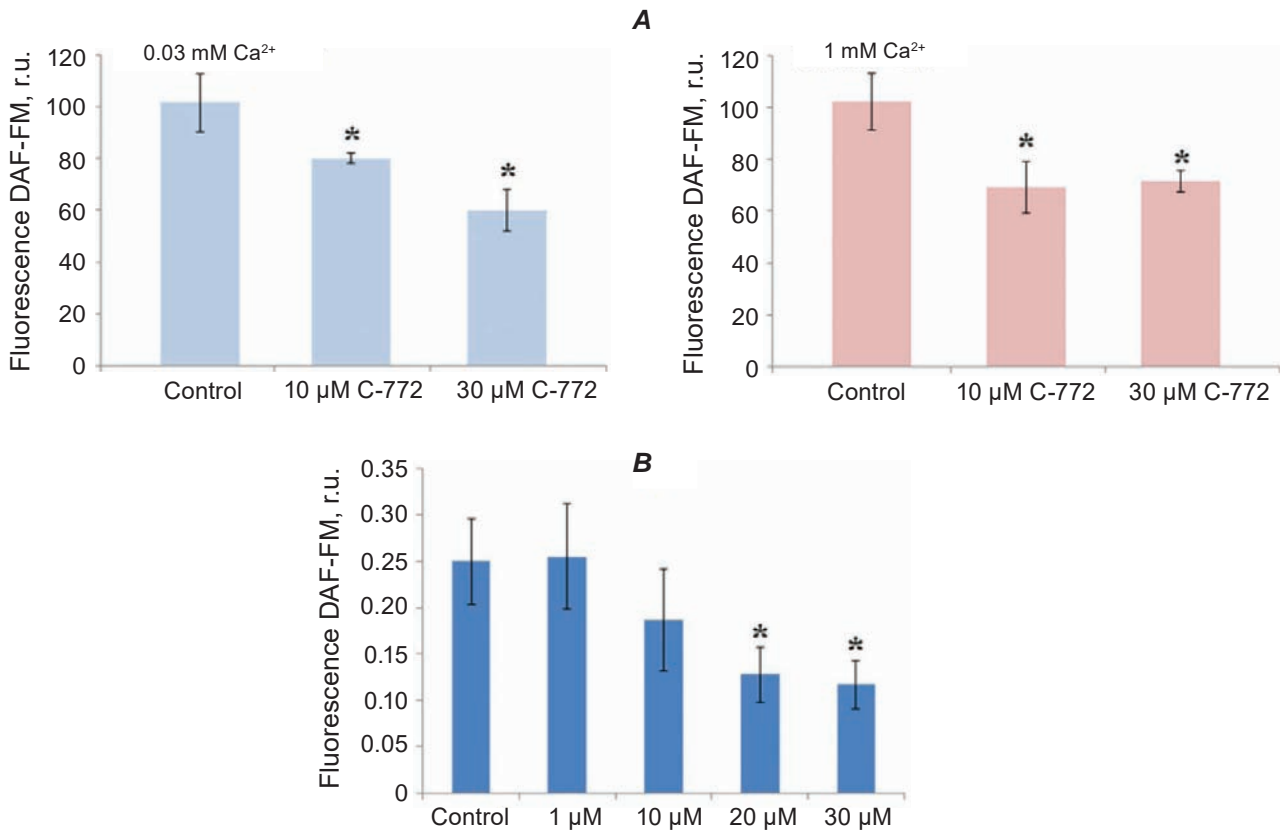 A
0.03 mM Ca²⁺
Fluorescence DAF-FM, r.u.
120
100
80
60
40
20
0
*
*
Control 10 µM C-772 30 µM C-772
1 mM Ca²⁺
Fluorescence DAF-FM, r.u.
120
100
80
60
40
20
0
*
*
Control 10 µM C-772 30 µM C-772
B
Fluorescence DAF-FM, r.u.
0.35
0.30
0.25
0.20
0.15
0.10
0.05
0
*
*
Control 1 µM 10 µM 20 µM 30 µM